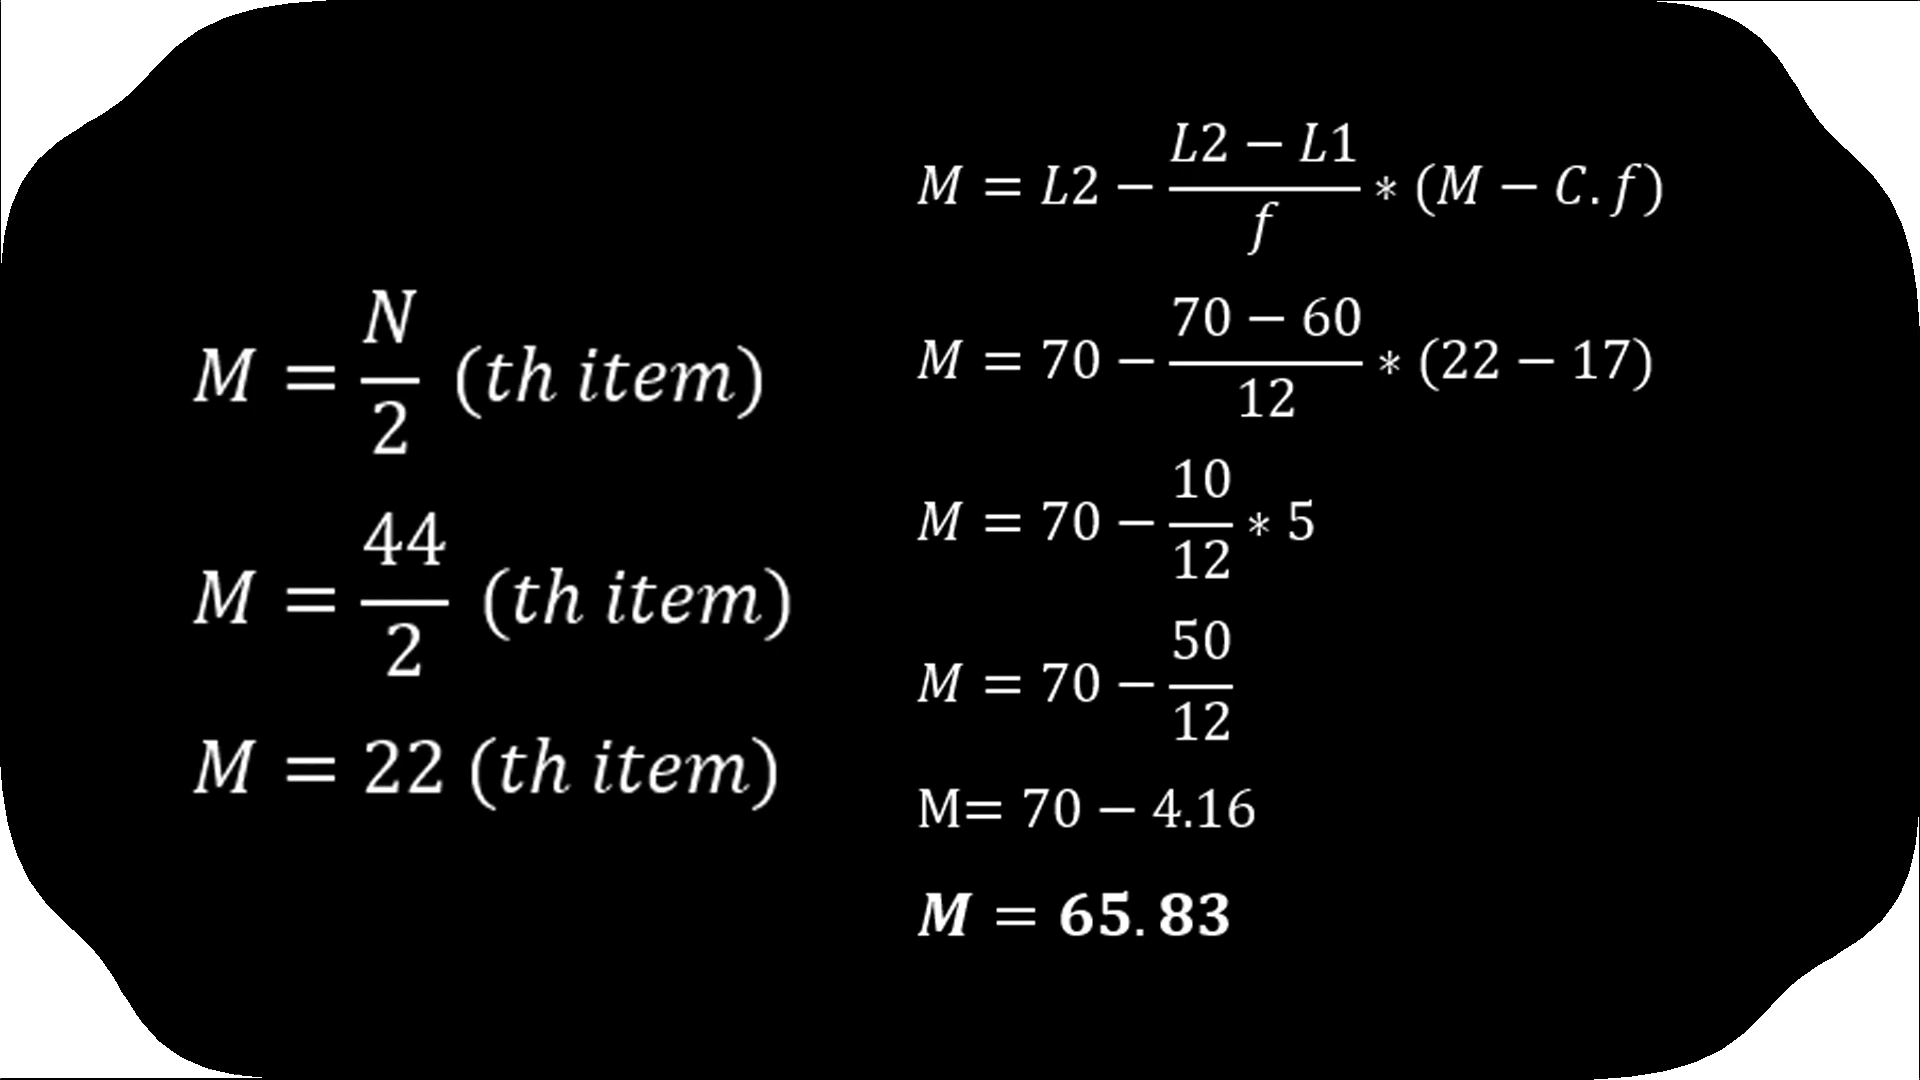 M = N/2 (th item)
M = 44/2 (th item)
M = 22 (th item)
M = L2 − (L2 − L1)/f * (M − C.f)
M = 70 − (70 − 60)/12 * (22 − 17)
M = 70 − 10/12 * 5
M = 70 − 50/12
M= 70 − 4.16
M = 65.83